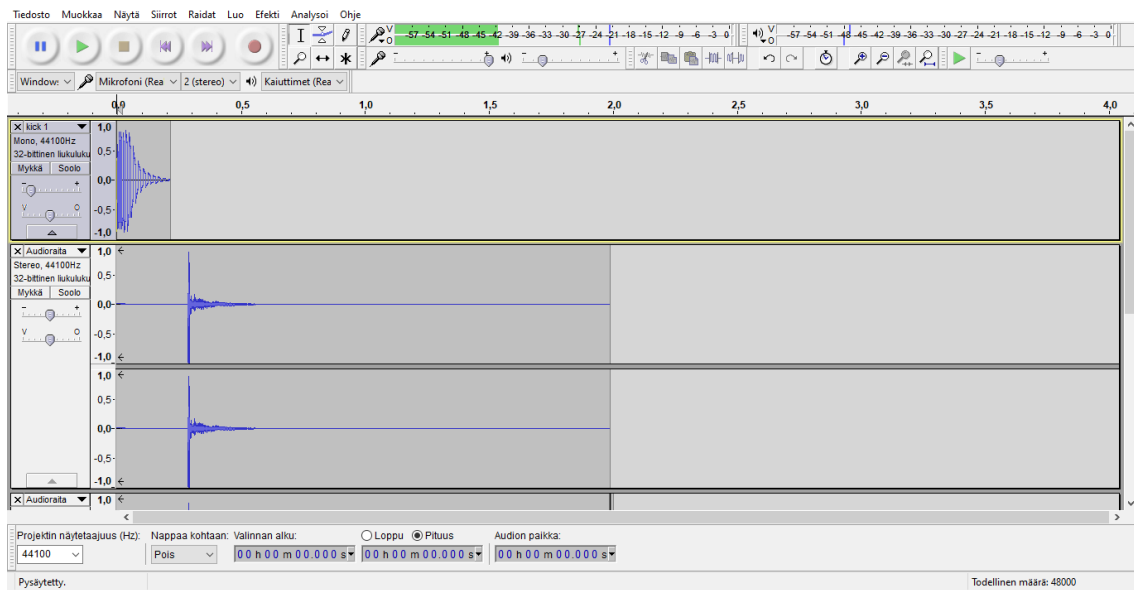 Tiedosto Muokkaa Näytä Siirrot Raidat Luo Efekti Analysoi Ohje
V O -57 -54 -51 -48 -45 -42 -39 -36 -33 -30 -27 -24 -21 -18 -15 -12 -9 -6 -3 0 V O -57 -54 -51 -48 -45 -42 -39 -36 -33 -30 -27 -24 -21 -18 -15 -12 -9 -6 -3 0
- + - + - +
Window: Mikrofoni (Rea 2 (stereo) Kaiuttimet (Rea
0,0 0,5 1,0 1,5 2,0 2,5 3,0 3,5 4,0
X kick 1 1,0
Mono, 44100Hz
32-bittinen liukuluku 0,5
Mykkä Soolo
- + 0,0
V O -0,5
-1,0
X Audioraita 1,0
Stereo, 44100Hz
32-bittinen liukuluku 0,5
Mykkä Soolo
- + 0,0
V O -0,5
-1,0
1,0
0,5
0,0
-0,5
-1,0
X Audioraita 1,0
Projektin näytetaajuus (Hz): Nappaa kohtaan: Valinnan alku: Loppu Pituus Audion paikka:
44100 Pois 00 h 00 m 00.000 s 00 h 00 m 00.000 s 00 h 00 m 00.000 s
Pysäytetty. Todellinen määrä: 48000